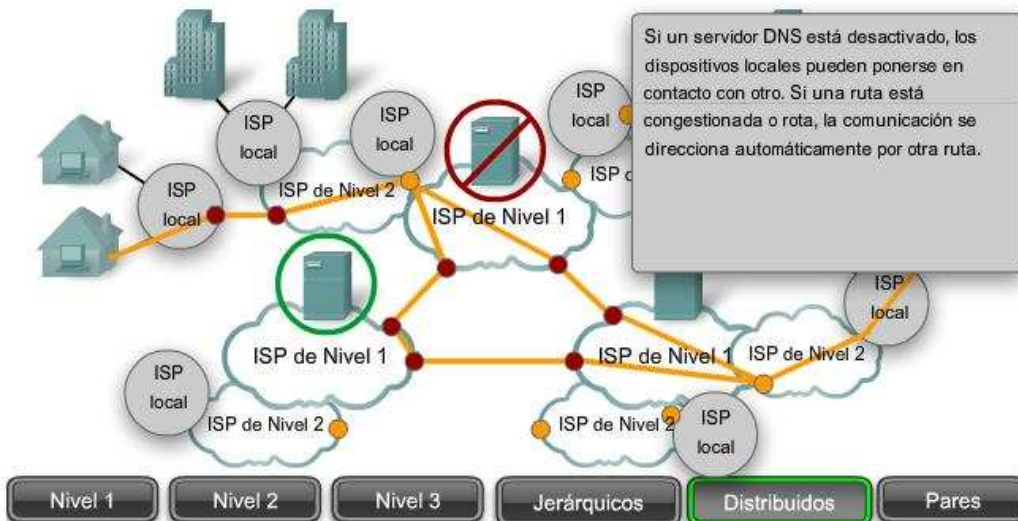 Si un servidor DNS está desactivado, los
dispositivos locales pueden ponerse en
contacto con otro. Si una ruta está
congestionada o rota, la comunicación se
direcciona automáticamente por otra ruta.
ISP
local
ISP
local
ISP
local
ISP
local
ISP de Nivel 2
ISP de Nivel 1
ISP d
ISP de Nivel 1
ISP de Nivel 1
ISP de Nivel 2
ISP
local
ISP
local
ISP de Nivel 2
ISP de Nivel 2
ISP
local
Nivel 1
Nivel 2
Nivel 3
Jerárquicos
Distribuidos
Pares